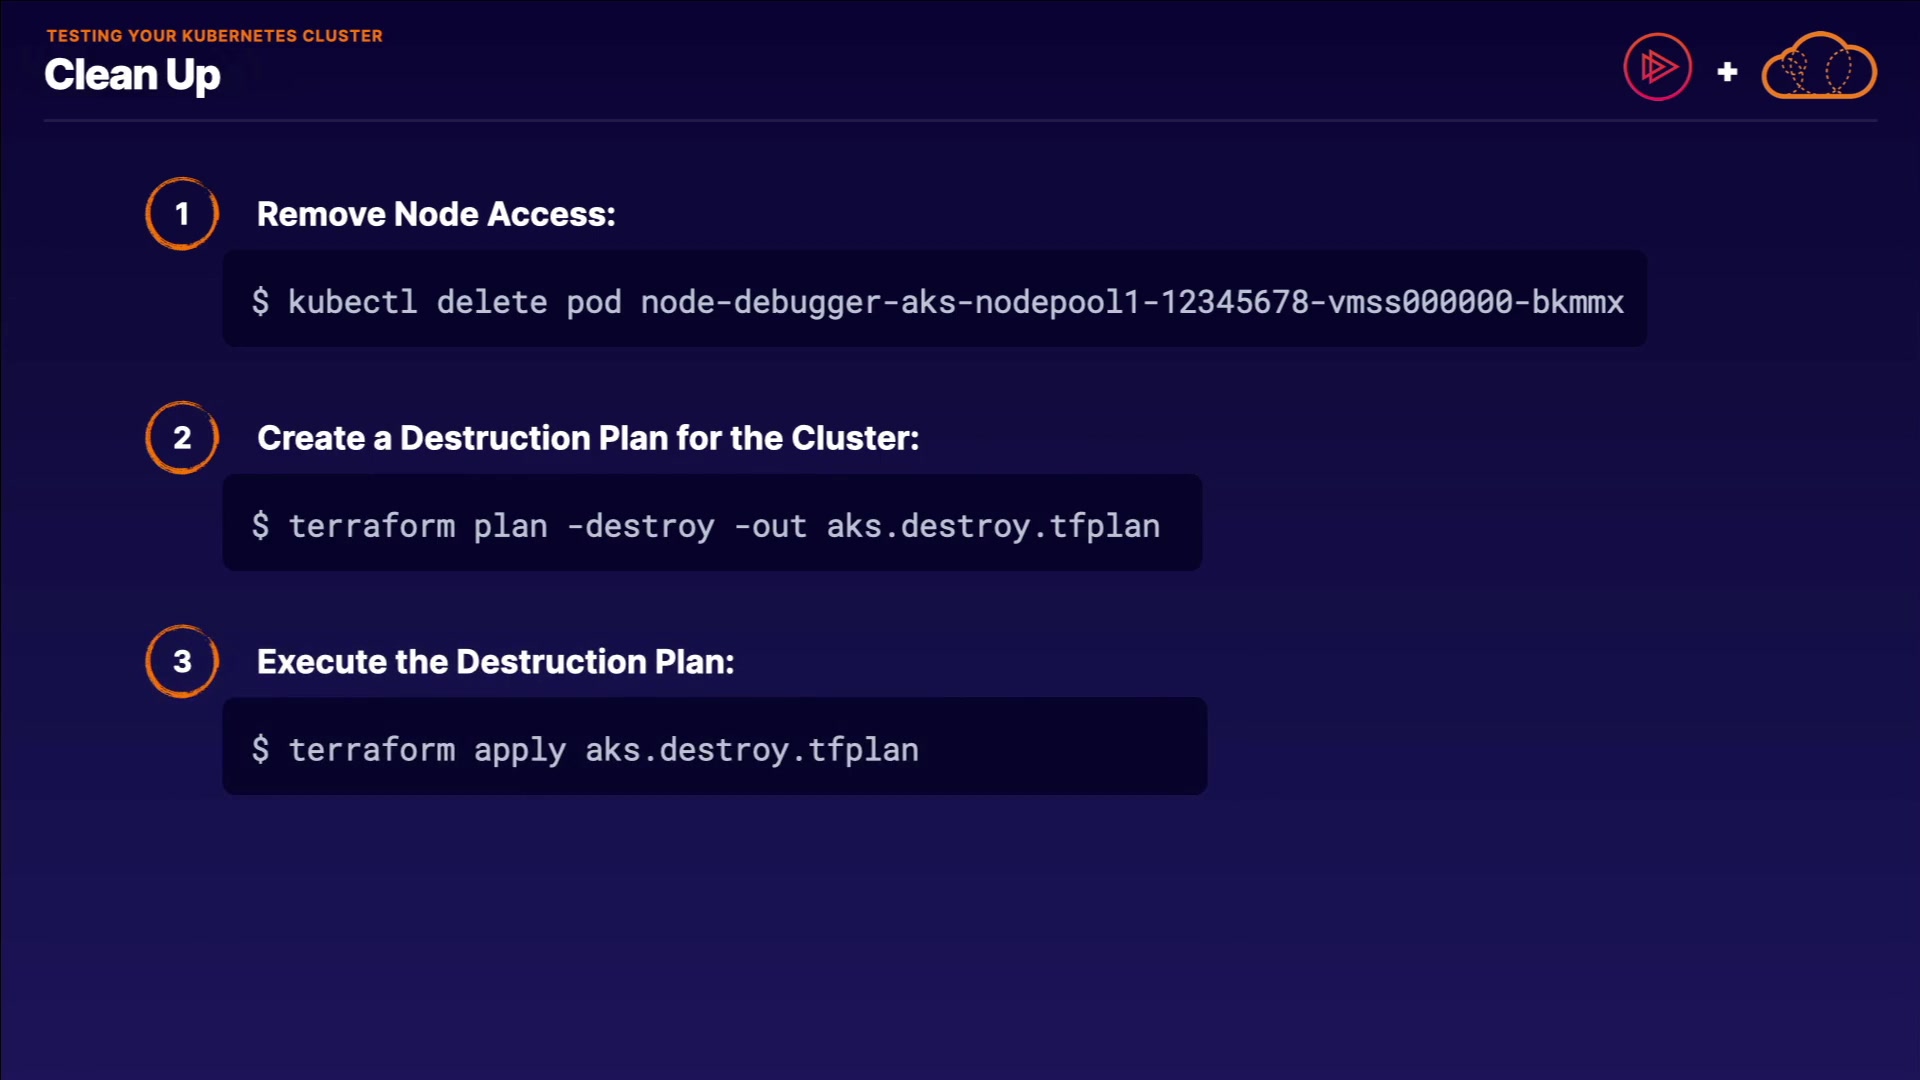 TESTING YOUR KUBERNETES CLUSTER
Clean Up
+
1 Remove Node Access:
$ kubectl delete pod node-debugger-aks-nodepool1-12345678-vmss000000-bkmmx
2 Create a Destruction Plan for the Cluster:
$ terraform plan -destroy -out aks.destroy.tfplan
3 Execute the Destruction Plan:
$ terraform apply aks.destroy.tfplan